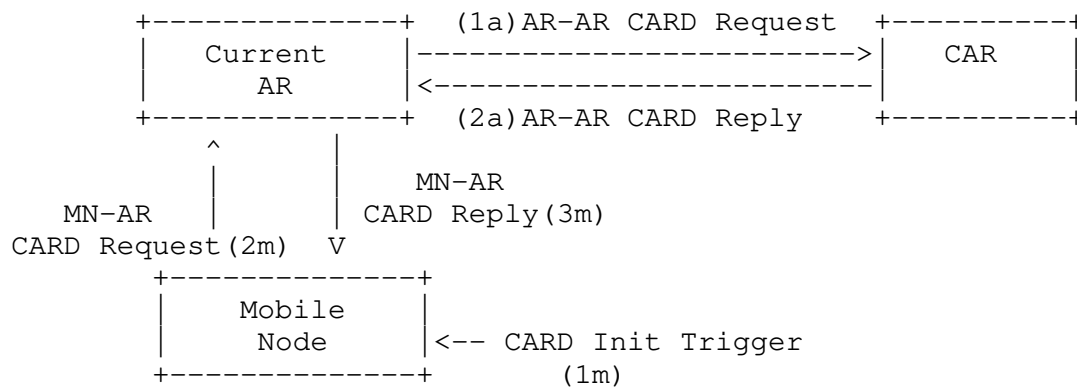 (1a)AR-AR CARD Request
Current CAR
AR
(2a)AR-AR CARD Reply
MN-AR
MN-AR CARD Reply(3m)
CARD Request(2m) V
Mobile
Node <-- CARD Init Trigger
(1m)